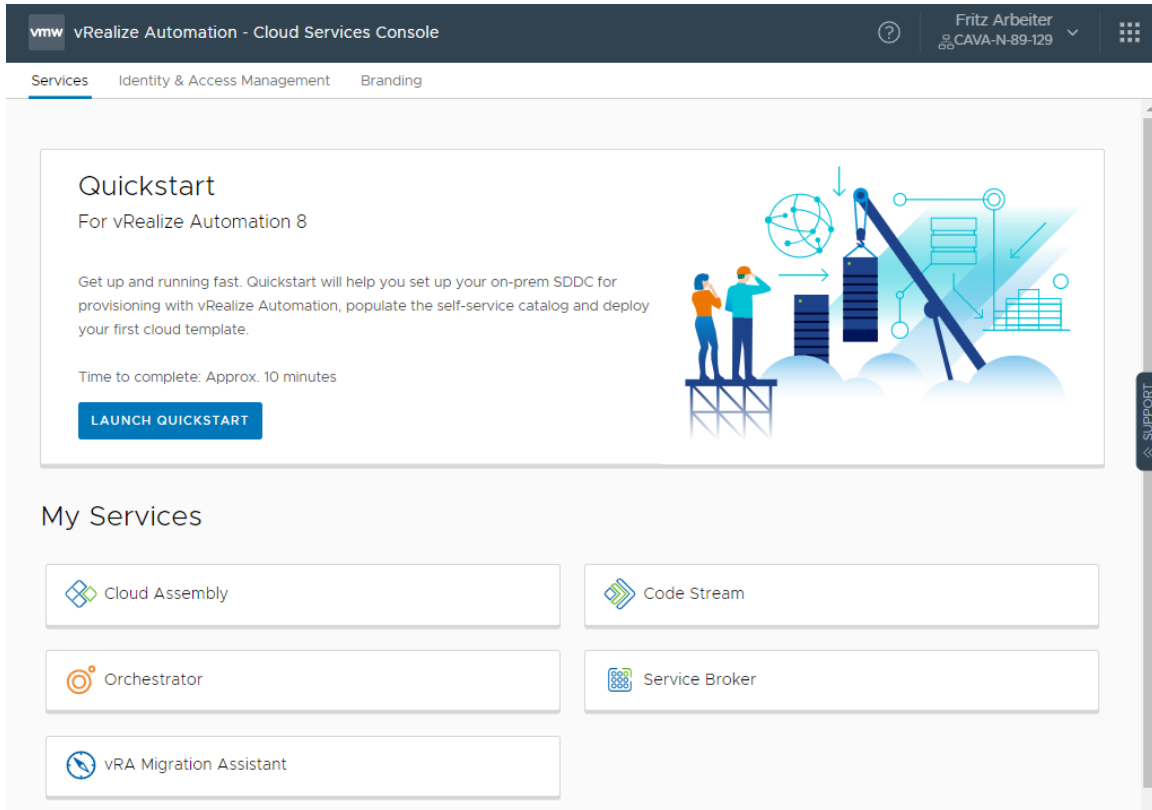 vmw vRealize Automation - Cloud Services Console
Fritz Arbeiter
CAVA-N-89-129
Services Identity & Access Management Branding
Quickstart
For vRealize Automation 8
Get up and running fast. Quickstart will help you set up your on-prem SDDC for
provisioning with vRealize Automation, populate the self-service catalog and deploy
your first cloud template.
Time to complete: Approx. 10 minutes
LAUNCH QUICKSTART
SUPPORT
My Services
Cloud Assembly
Code Stream
Orchestrator
Service Broker
vRA Migration Assistant